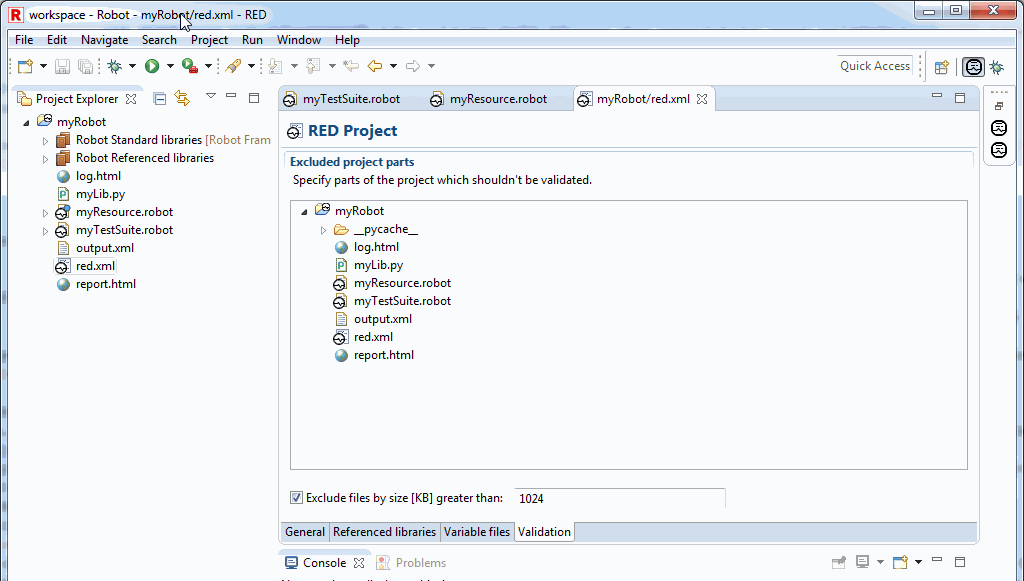 workspace - Robot - myRobot/red.xml - RED
File Edit Navigate Search Project Run Window Help
Quick Access
Project Explorer
myRobot
Robot Standard libraries [Robot Fram
Robot Referenced libraries
log.html
myLib.py
myResource.robot
myTestSuite.robot
output.xml
red.xml
report.html
myTestSuite.robot myResource.robot myRobot/red.xml
RED Project
Excluded project parts
Specify parts of the project which shouldn't be validated.
myRobot
__pycache__
log.html
myLib.py
myResource.robot
myTestSuite.robot
output.xml
red.xml
report.html
Exclude files by size [KB] greater than: 1024
General Referenced libraries Variable files Validation
Console Problems